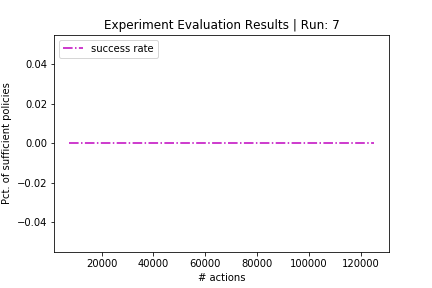 Experiment Evaluation Results | Run: 7
success rate
Pct. of sufficient policies
0.04
0.02
0.00
−0.02
−0.04
20000 40000 60000 80000 100000 120000
# actions